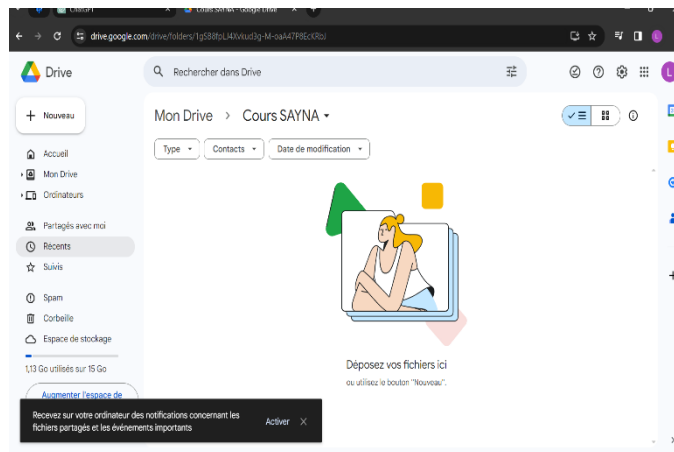 ChatGPT
Cours SAYNA - Google Drive
drive.google.com/drive/folders/
Drive
Rechercher dans Drive
Nouveau
Mon Drive > Cours SAYNA
Type
Contacts
Date de modification
Accueil
Mon Drive
Ordinateurs
Partagés avec moi
Récents
Suivis
Spam
Corbeille
Espace de stockage
1,13 Go utilisés sur 15 Go
Augmenter l'espace de
Déposez vos fichiers ici
ou utilisez le bouton "Nouveau".
Recevez sur votre ordinateur des notifications concernant les
fichiers partagés et les événements importants
Activer
L
L